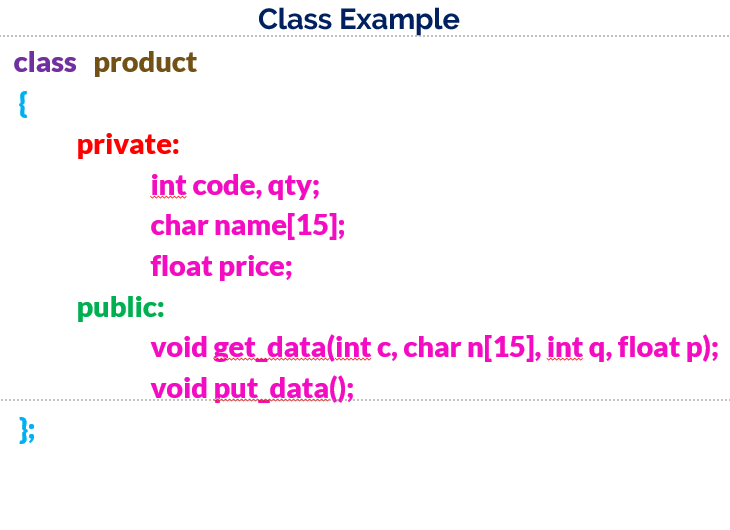 Class Example
class product
{
private:
int code, qty;
char name[15];
float price;
public:
void get_data(int c, char n[15], int q, float p);
void put_data();
};